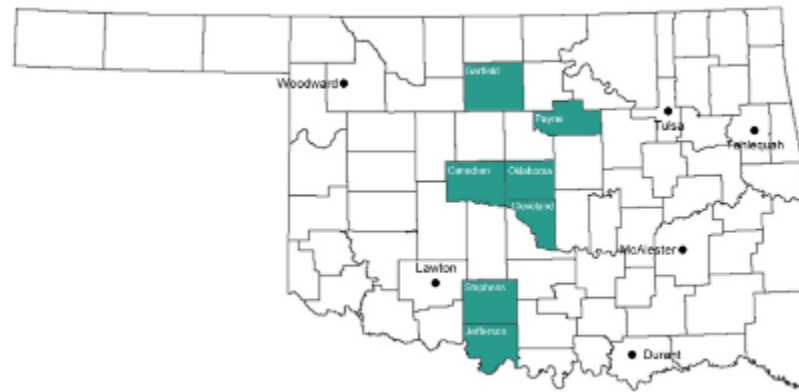 Garfield
Woodward
Payne
Tulsa
Tahlequah
Canadian
Oklahoma
Cleveland
McAlester
Lawton
Stephens
Jefferson
Durant